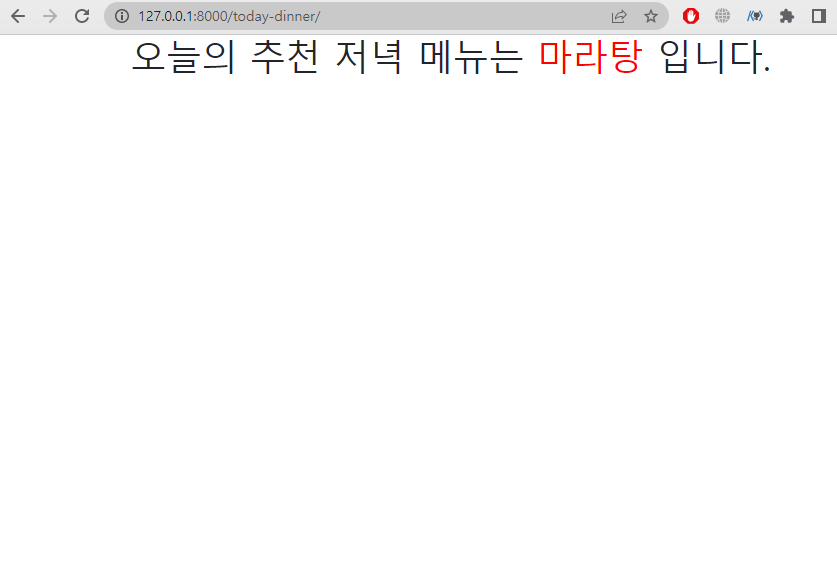 127.0.0.1:8000/today-dinner/
오늘의 추천 저녁 메뉴는 마라탕 입니다.